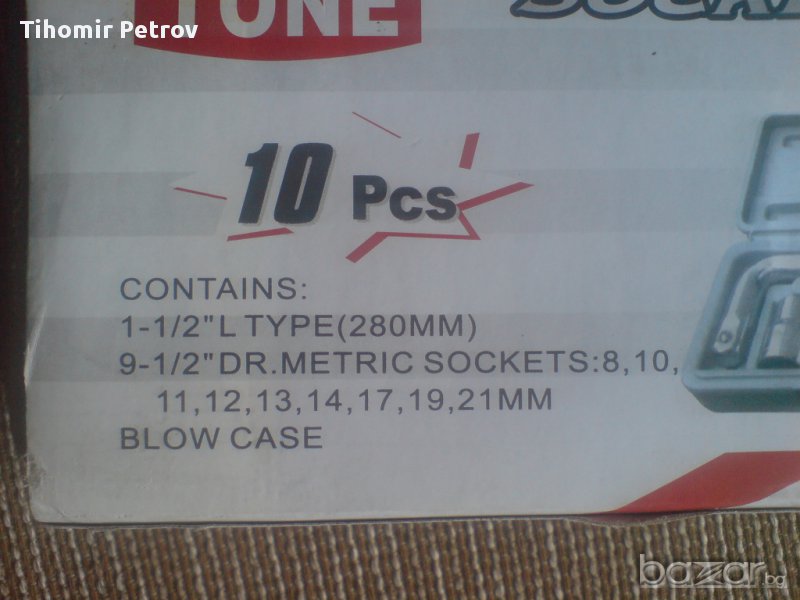 Tihomir Petrov
TONE
10 Pcs
CONTAINS:
1-1/2"L TYPE(280MM)
9-1/2"DR.METRIC SOCKETS:8,10,
11,12,13,14,17,19,21MM
BLOW CASE
bazar.bg